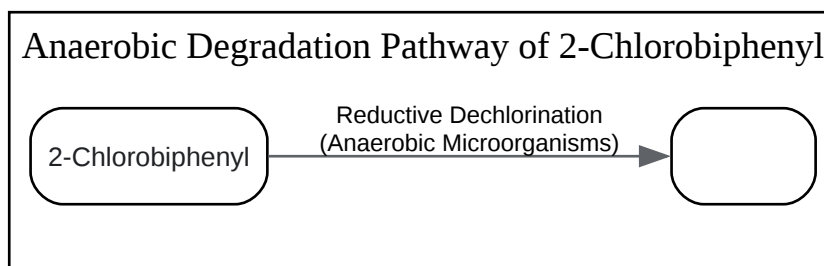 Anaerobic Degradation Pathway of 2-Chlorobiphenyl
Reductive Dechlorination
(Anaerobic Microorganisms)
2-Chlorobiphenyl